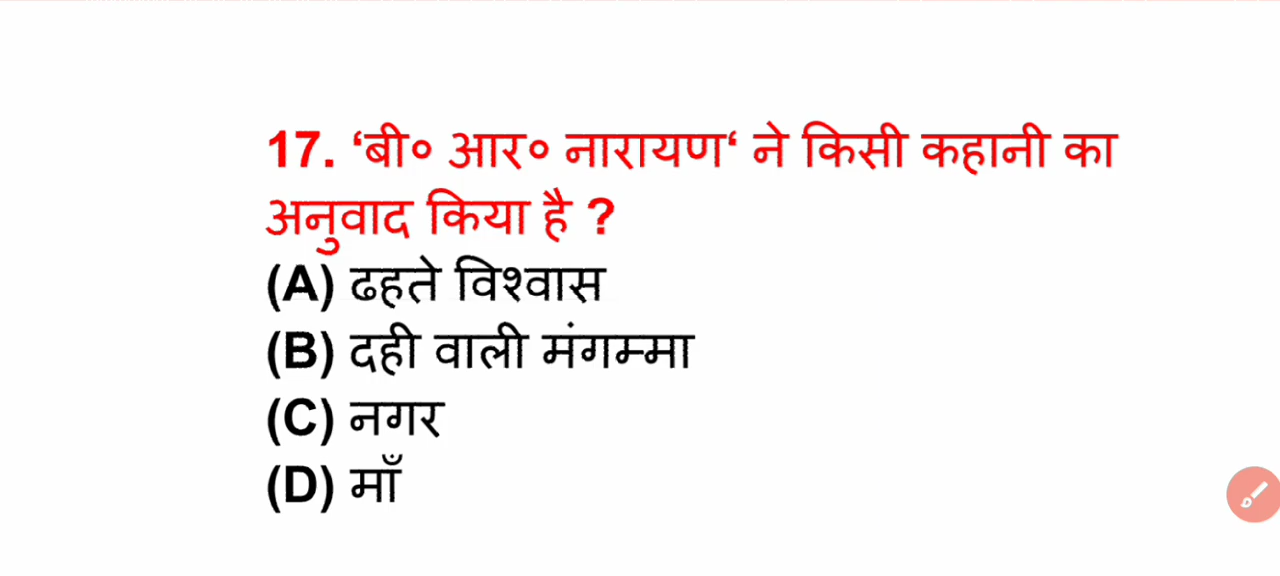 17. ‘बी० आर० नारायण‘ ने किसी कहानी का
अनुवाद किया है ?
(A) ढहते विश्वास
(B) दही वाली मंगम्मा
(C) नगर
(D) माँ